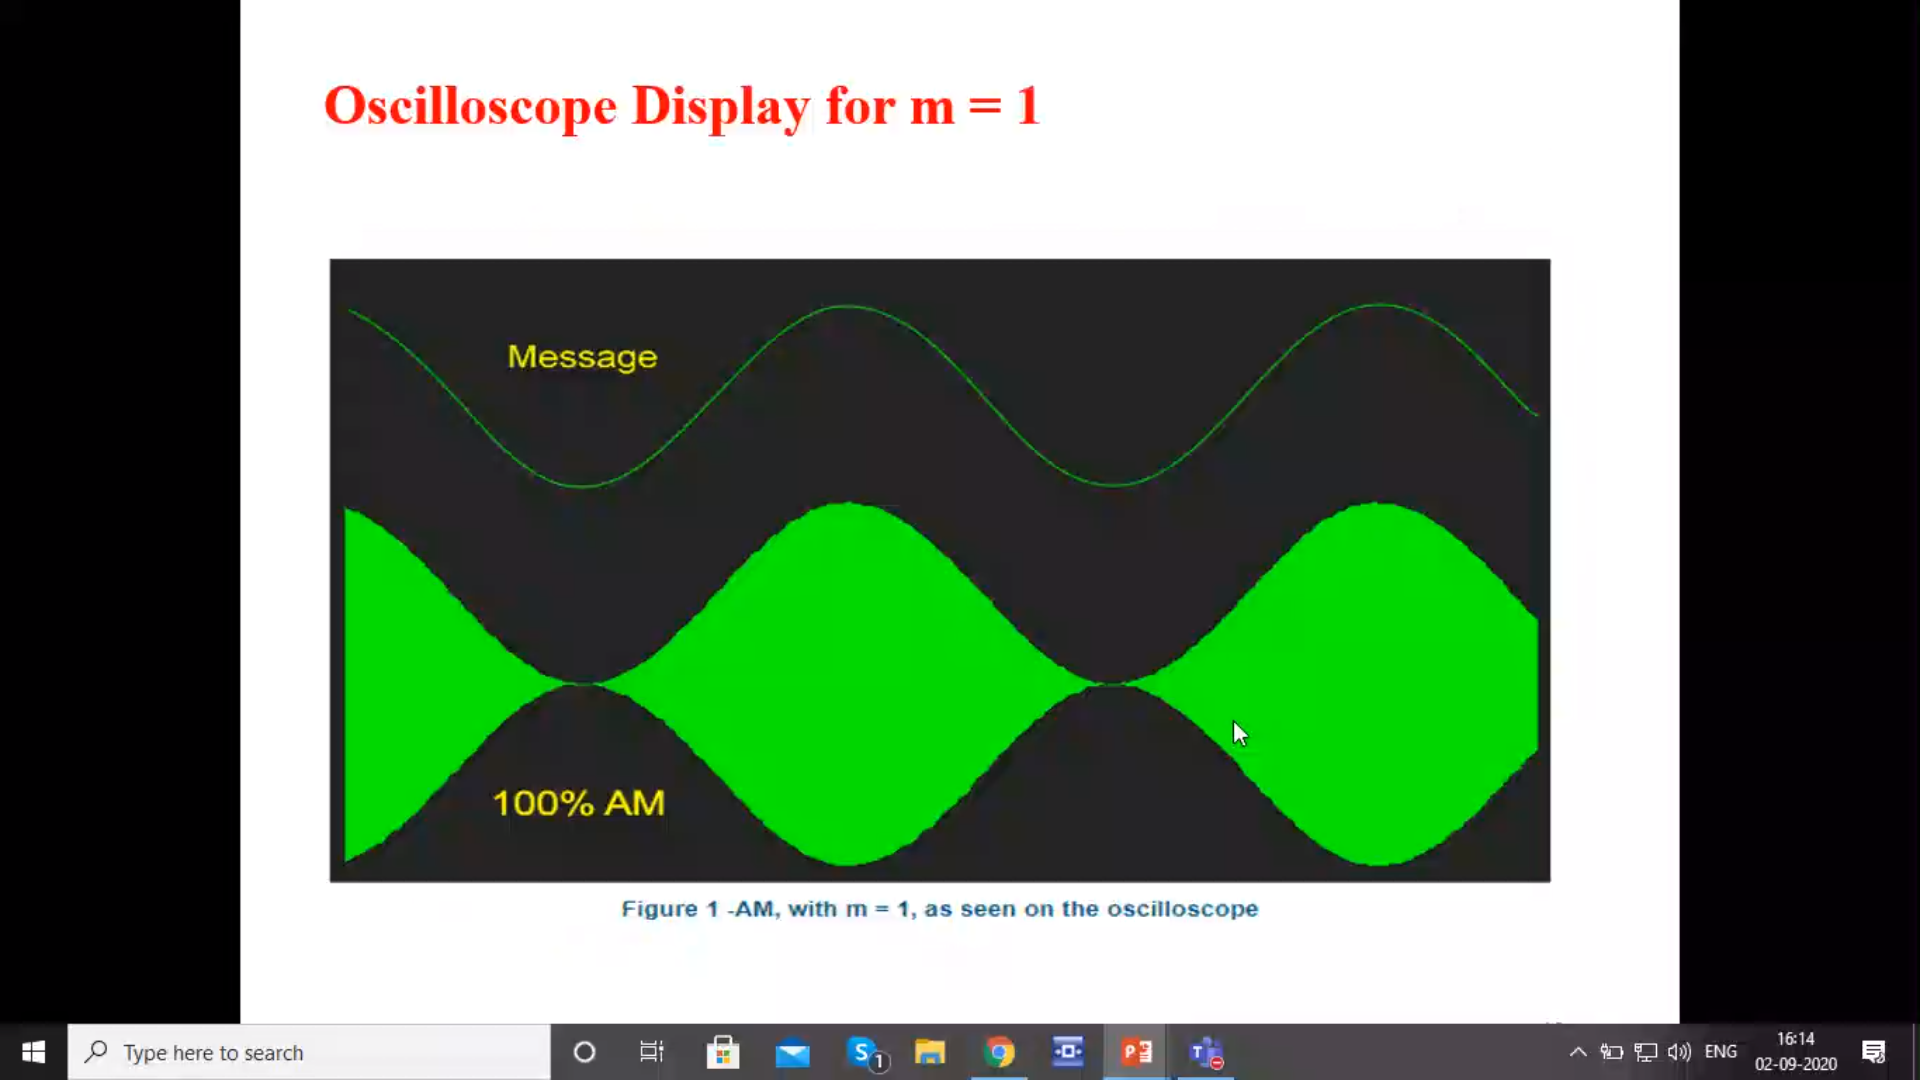 Oscilloscope Display for m = 1
Message
100% AM
Figure 1 -AM, with m = 1, as seen on the oscilloscope
Type here to search
S 1
ENG
16:14
02-09-2020